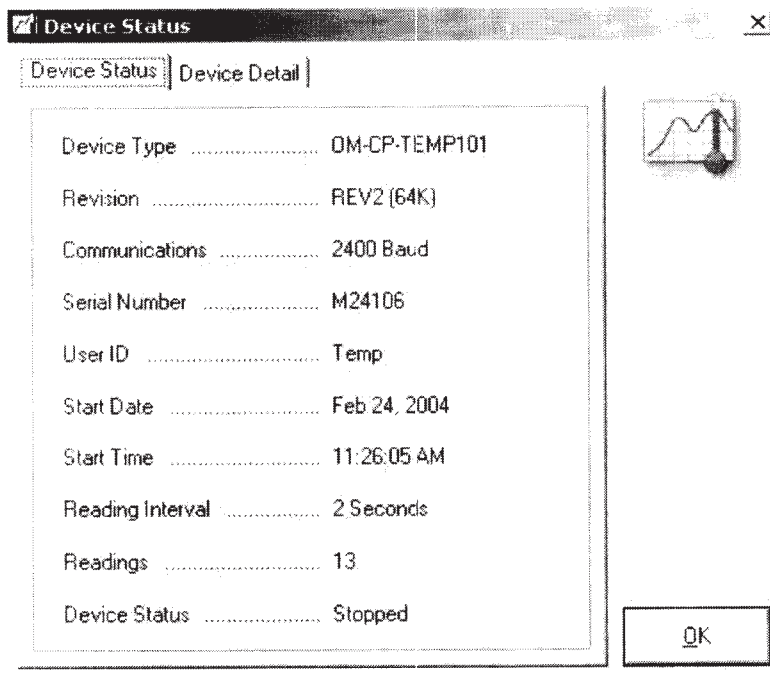 Device Status
Device Status Device Detail
Device Type .................... OM-CP-TEMP101
Revision .......................... REV2 (64K)
Communications ............... 2400 Baud
Serial Number .................. M24106
User ID ........................... Temp
Start Date ........................ Feb 24, 2004
Start Time ........................ 11:26:05 AM
Reading Interval ................ 2 Seconds
Readings ......................... 13
Device Status ................... Stopped
OK